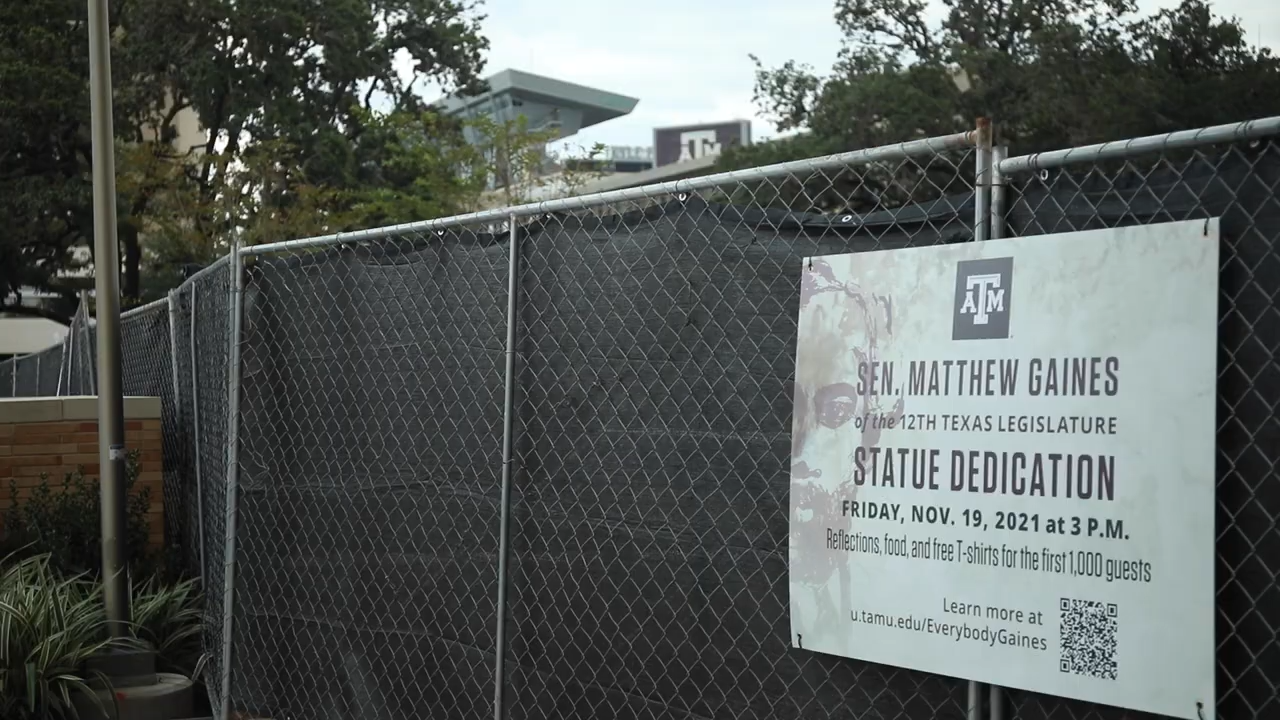 ATM
ATM
SEN. MATTHEW GAINES
of the 12TH TEXAS LEGISLATURE
STATUE DEDICATION
FRIDAY, NOV. 19, 2021 at 3 P.M.
Reflections, food, and free T-shirts for the first 1,000 guests
Learn more at
u.tamu.edu/EverybodyGaines